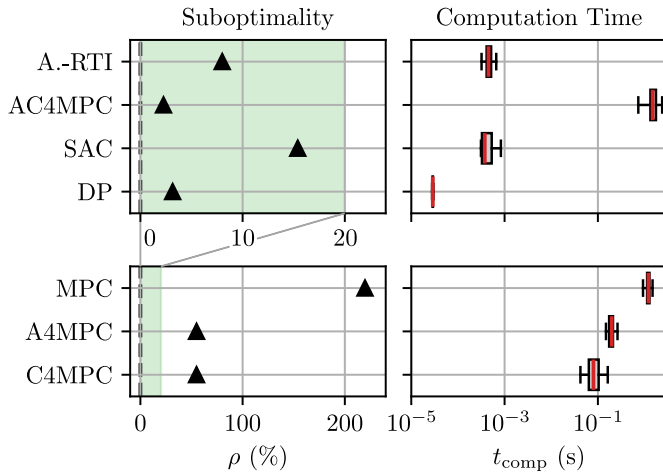 Suboptimality
Computation Time
A.-RTI
AC4MPC
SAC
DP
0 10 20
MPC
A4MPC
C4MPC
0 100 200
10⁻⁵ 10⁻³ 10⁻¹
ρ (%)
t_comp (s)